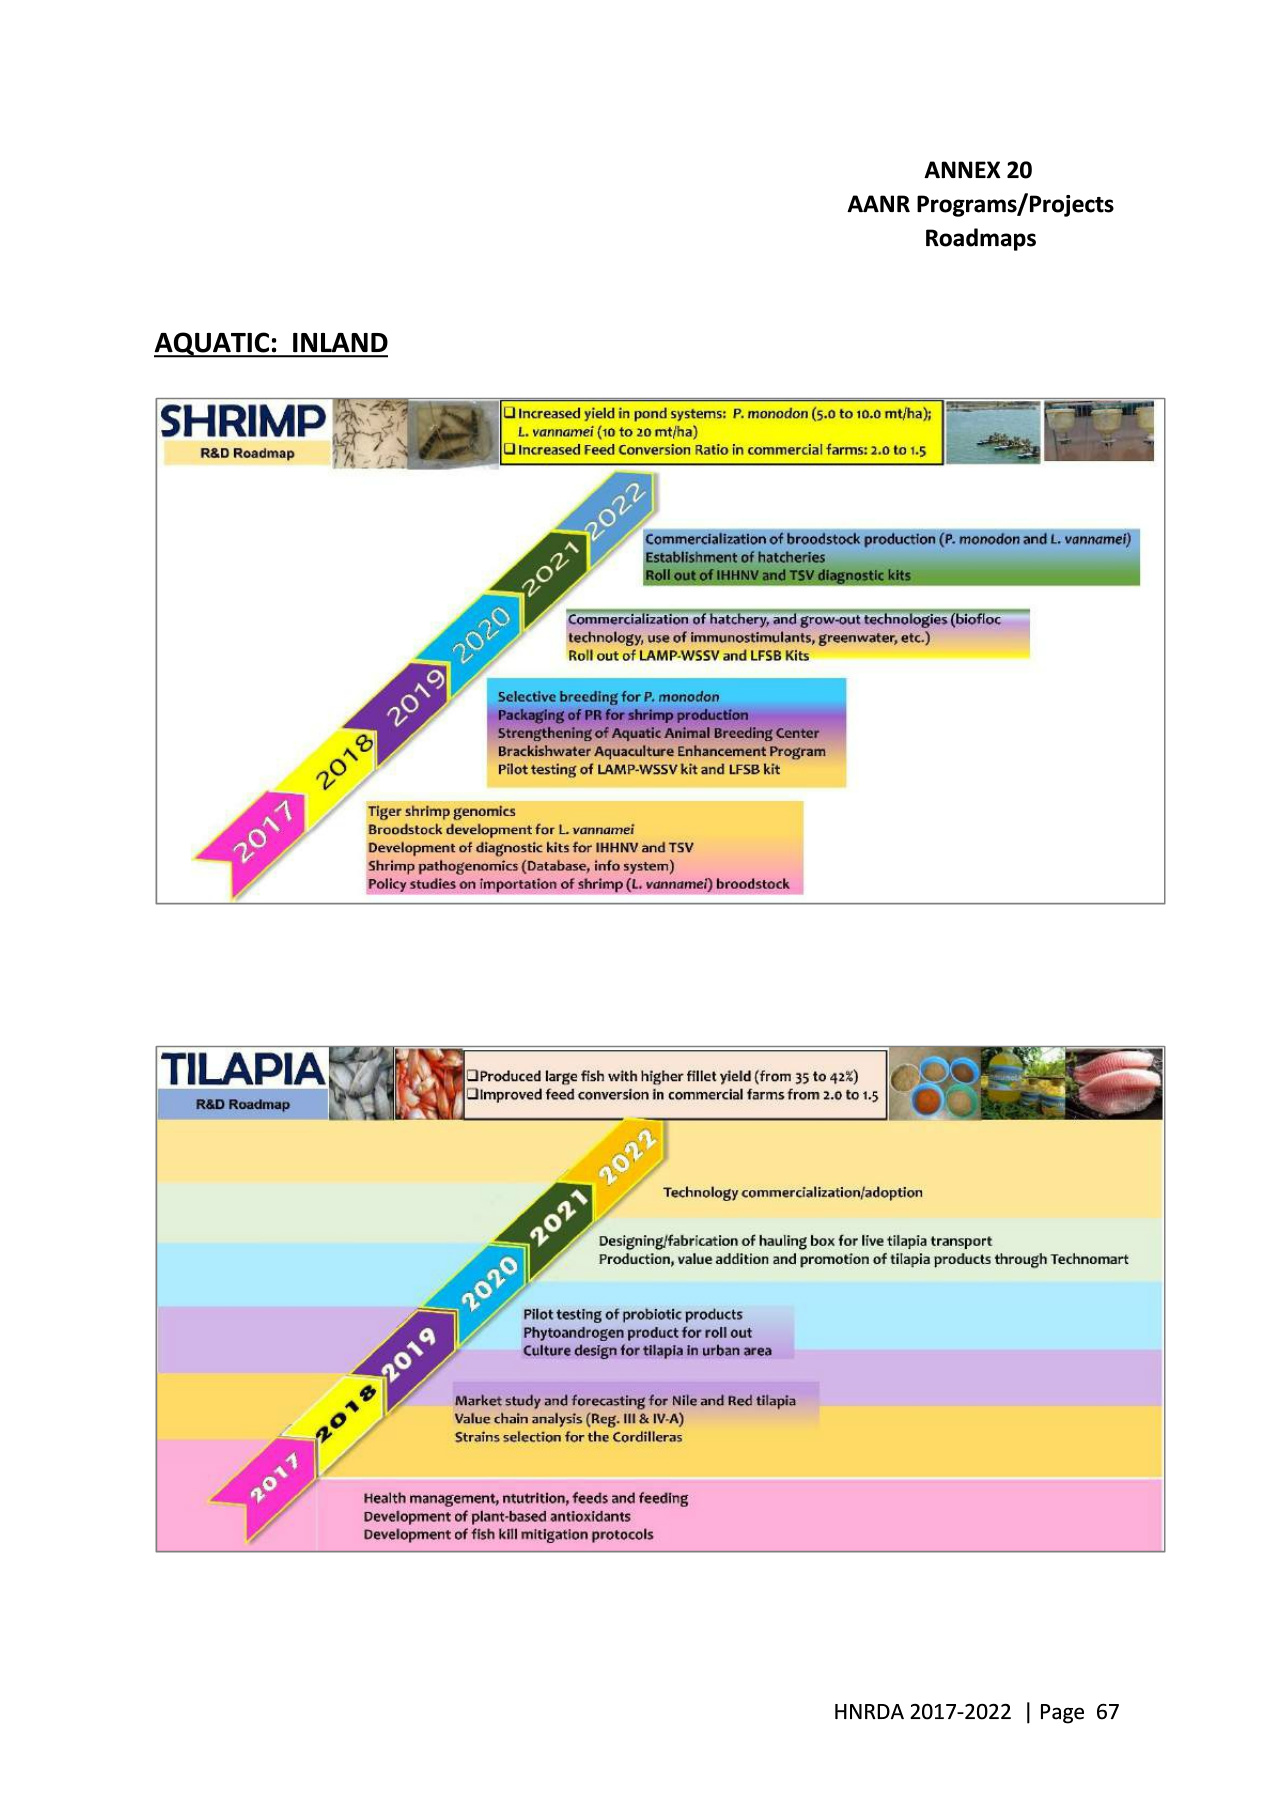 ANNEX 20
AANR Programs/Projects
Roadmaps
AQUATIC: INLAND
SHRIMP
R&D Roadmap
❑Increased yield in pond systems: P. monodon (5.0 to 10.0 mt/ha);
L. vannamei (10 to 20 mt/ha)
❑Increased Feed Conversion Ratio in commercial farms: 2.0 to 1.5
2022
Commercialization of broodstock production (P. monodon and L. vannamei)
Establishment of hatcheries
Roll out of IHHNV and TSV diagnostic kits
2021
2020
Commercialization of hatchery, and grow-out technologies (biofloc
technology, use of immunostimulants, greenwater, etc.)
Roll out of LAMP-WSSV and LFSB Kits
2019
Selective breeding for P. monodon
Packaging of PR for shrimp production
Strengthening of Aquatic Animal Breeding Center
Brackishwater Aquaculture Enhancement Program
Pilot testing of LAMP-WSSV kit and LFSB kit
2018
2017
Tiger shrimp genomics
Broodstock development for L. vannamei
Development of diagnostic kits for IHHNV and TSV
Shrimp pathogenomics (Database, info system)
Policy studies on importation of shrimp (L. vannamei) broodstock
TILAPIA
R&D Roadmap
❑Produced large fish with higher fillet yield (from 35 to 42%)
❑Improved feed conversion in commercial farms from 2.0 to 1.5
2022
Technology commercialization/adoption
2021
Designing/fabrication of hauling box for live tilapia transport
Production, value addition and promotion of tilapia products through Technomart
2020
Pilot testing of probiotic products
Phytoandrogen product for roll out
Culture design for tilapia in urban area
2019
Market study and forecasting for Nile and Red tilapia
Value chain analysis (Reg. III & IV-A)
Strains selection for the Cordilleras
2018
2017
Health management, ntutrition, feeds and feeding
Development of plant-based antioxidants
Development of fish kill mitigation protocols
HNRDA 2017-2022 | Page 67